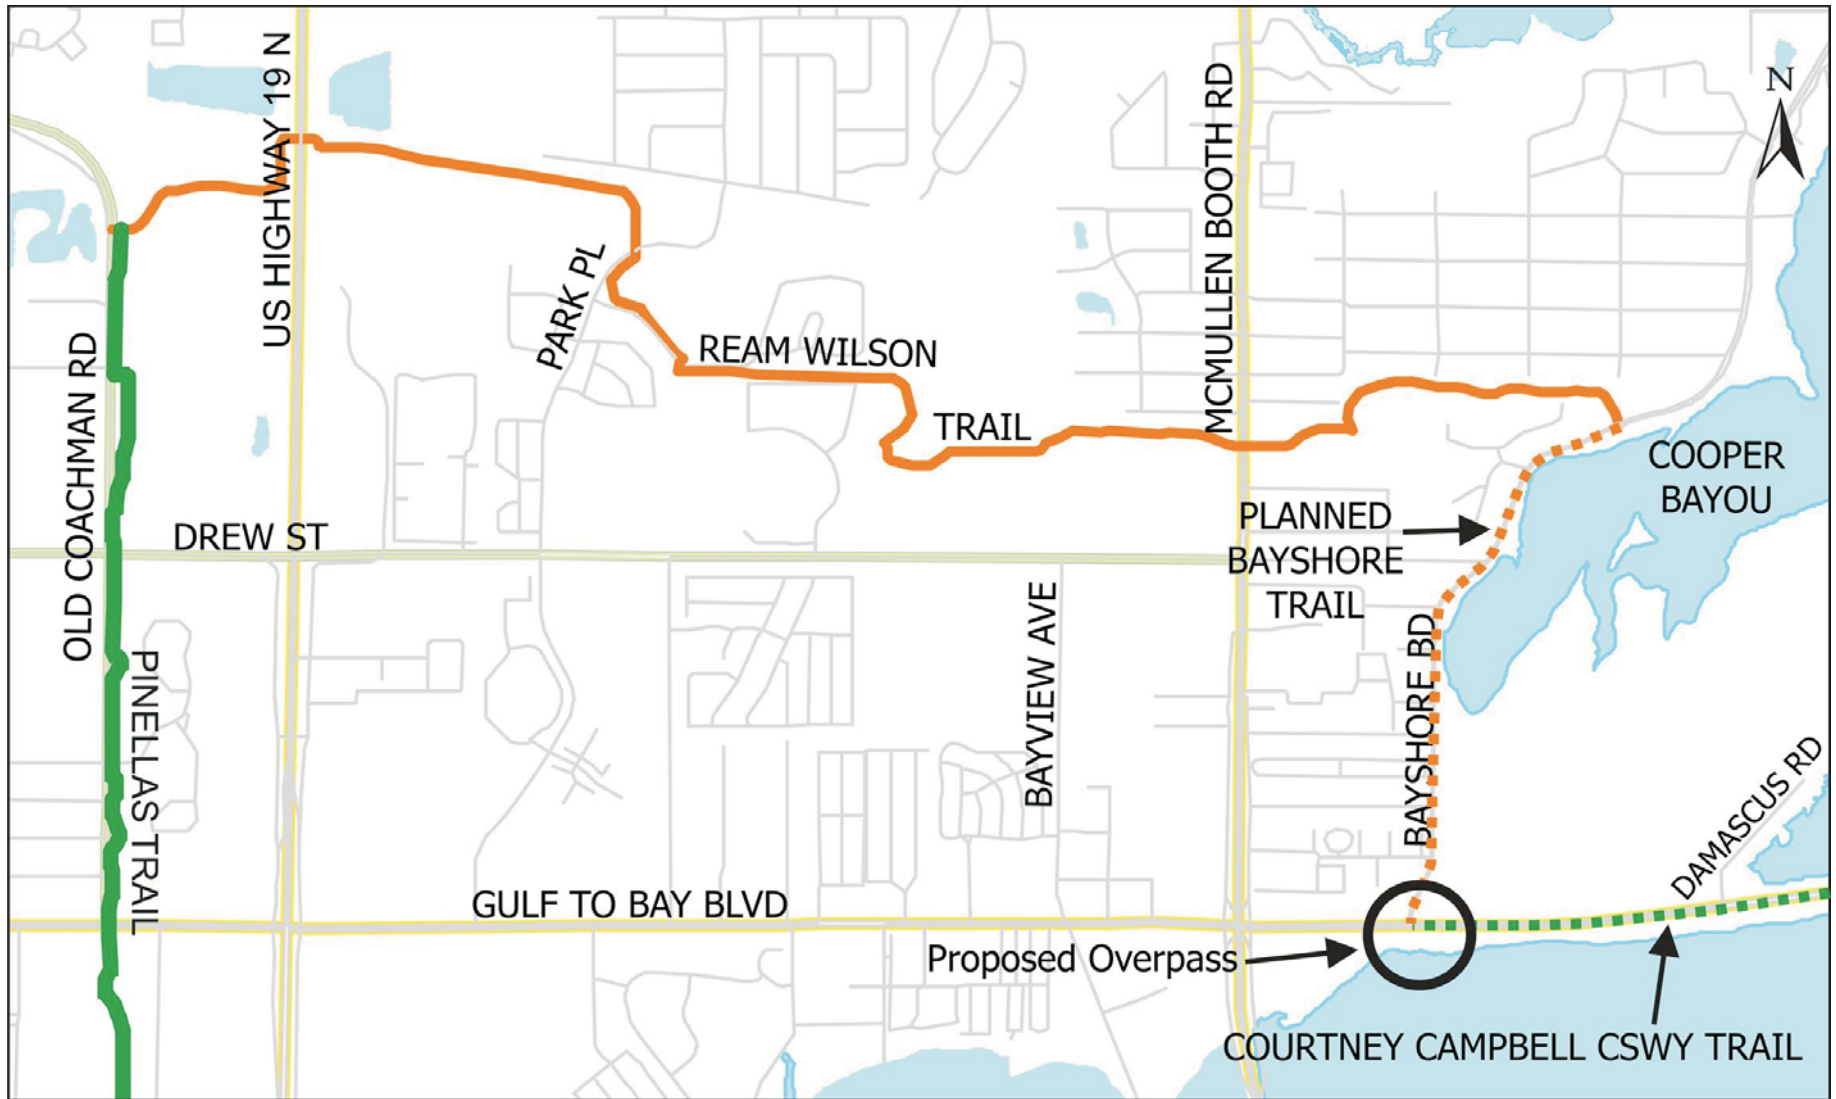 US HIGHWAY 19 N
N
MCMULLEN BOOTH RD
PARK PL
OLD COACHMAN RD
REAM WILSON
TRAIL
COOPER
BAYOU
PLANNED
BAYSHORE
TRAIL
DREW ST
BAYVIEW AVE
BAYSHORE BD
PINELLAS TRAIL
DAMASCUS RD
GULF TO BAY BLVD
Proposed Overpass
COURTNEY CAMPBELL CSWY TRAIL